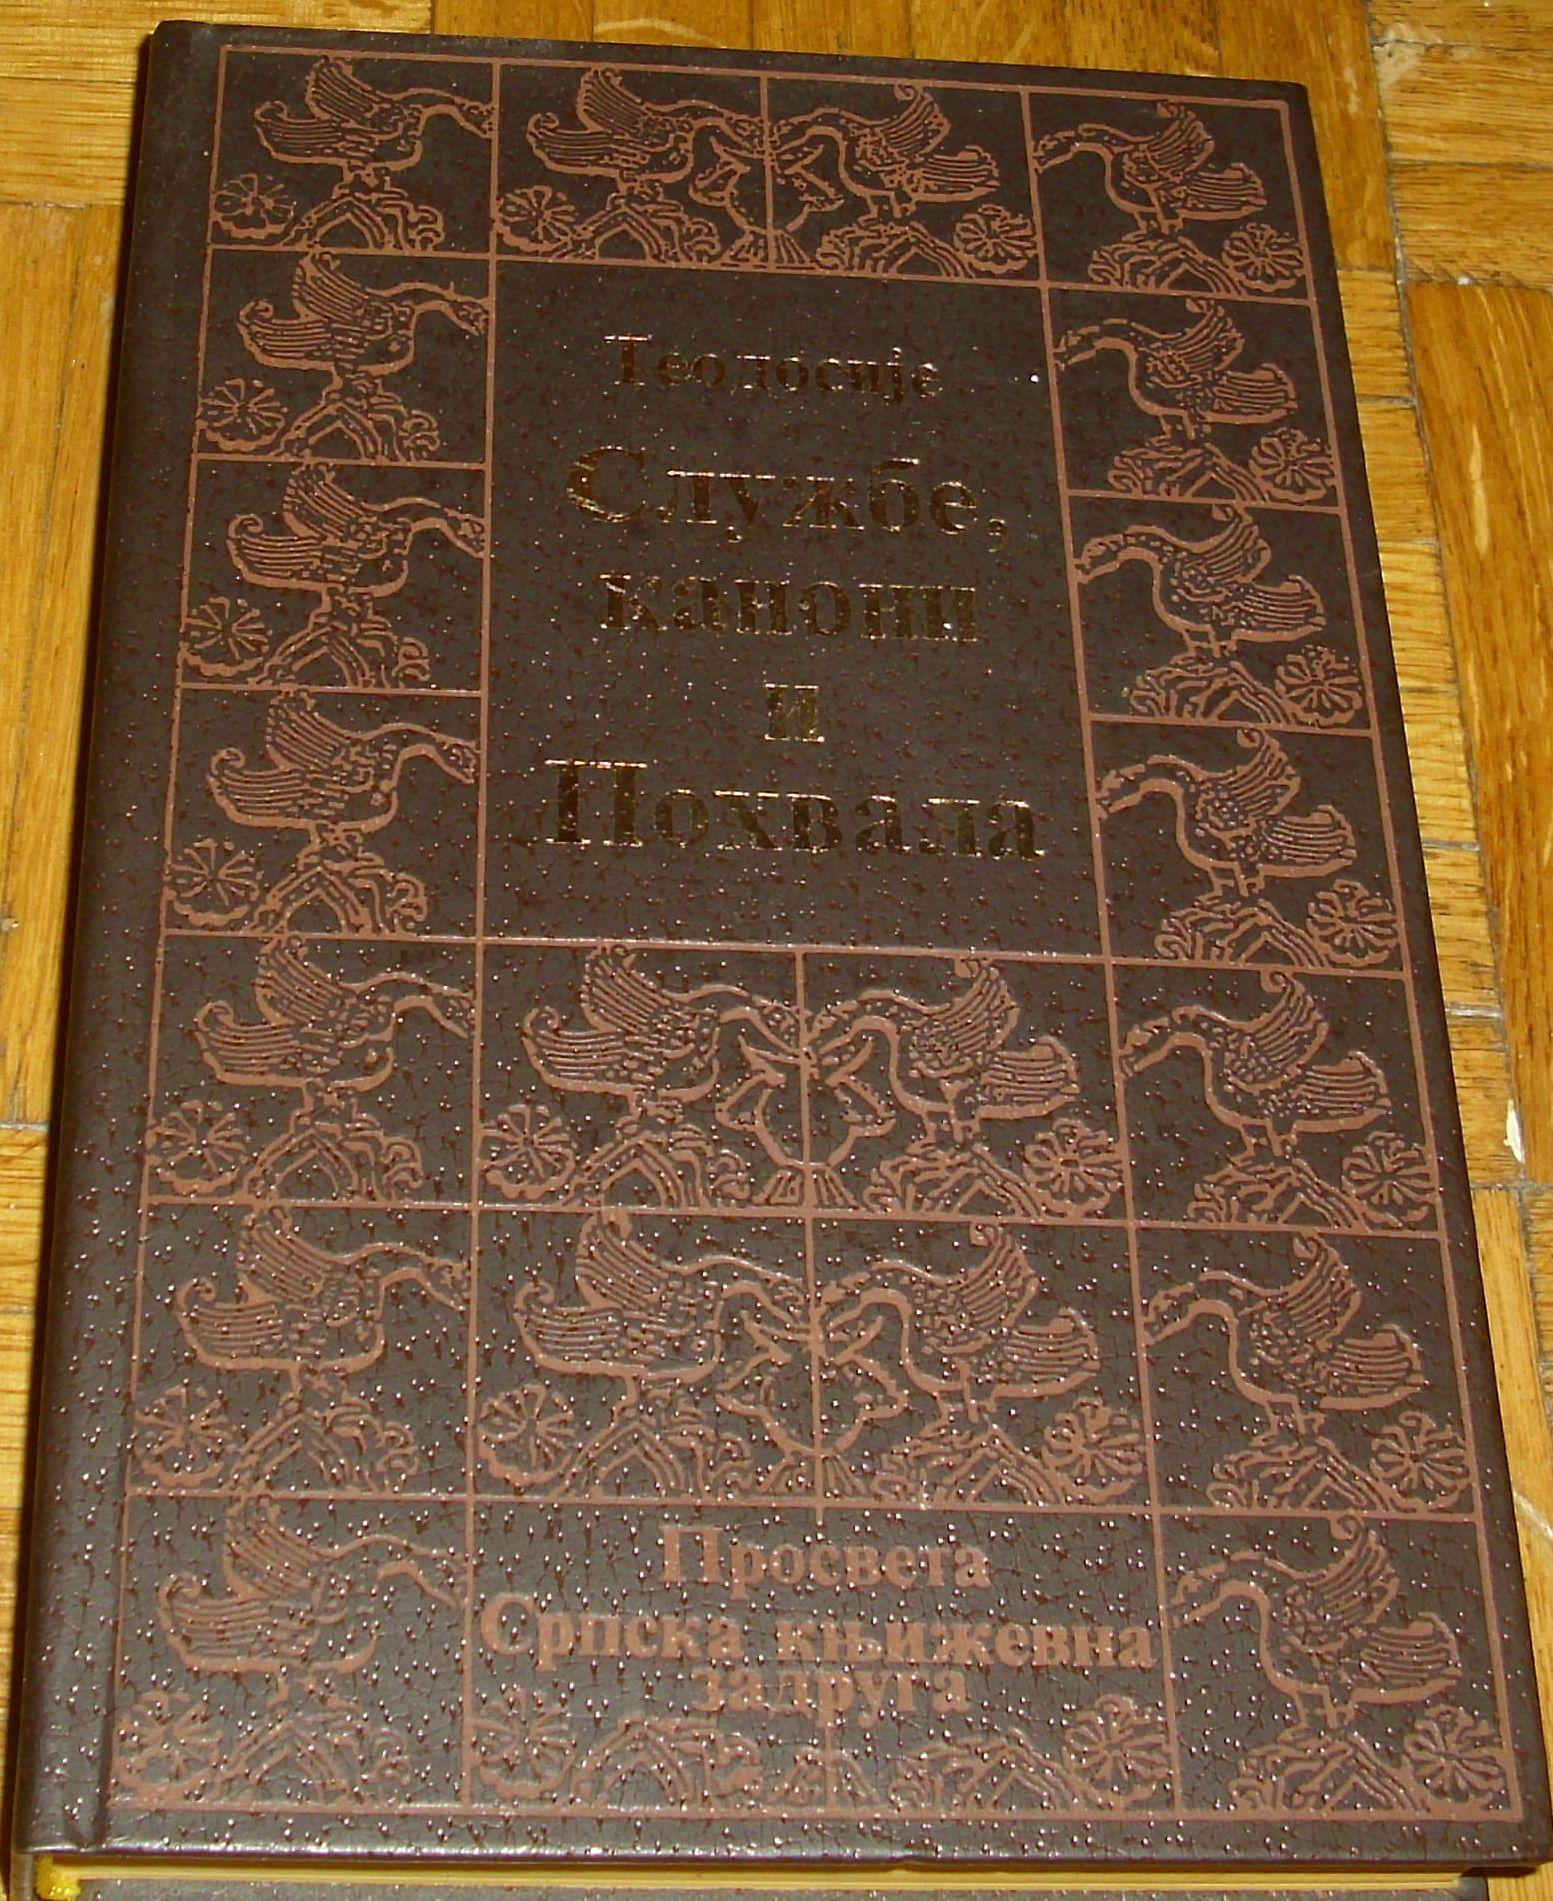 Теодосије
Службе,
канони
и
Похвала
Просвета
Српска књижевна
задруга